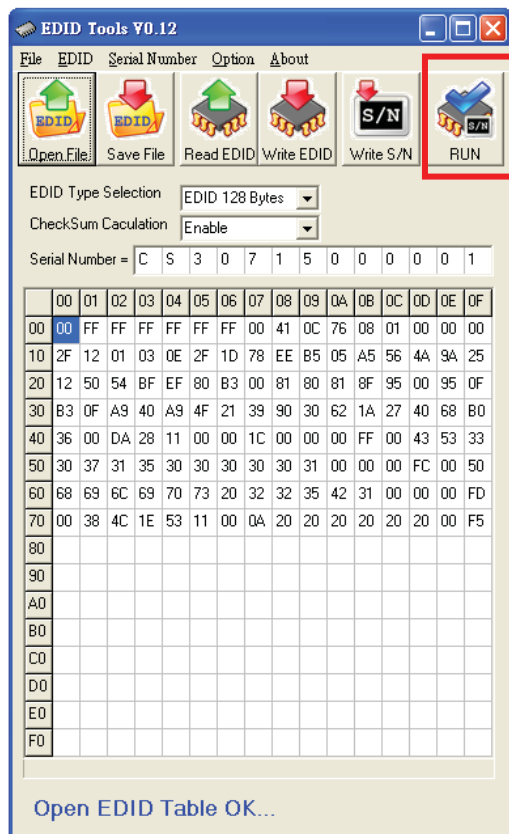 EDID Tools V0.12
File EDID Serial Number Option About
EDID EDID S/N S/N
Open File Save File Read EDID Write EDID Write S/N RUN
EDID Type Selection EDID 128 Bytes
CheckSum Caculation Enable
Serial Number = C S 3 0 7 1 5 0 0 0 0 0 1
00 01 02 03 04 05 06 07 08 09 0A 0B 0C 0D 0E 0F
00 00 FF FF FF FF FF FF 00 41 0C 76 08 01 00 00 00
10 2F 12 01 03 0E 2F 1D 78 EE B5 05 A5 56 4A 9A 25
20 12 50 54 BF EF 80 B3 00 81 80 81 8F 95 00 95 0F
30 B3 0F A9 40 A9 4F 21 39 90 30 62 1A 27 40 68 B0
40 36 00 DA 28 11 00 00 1C 00 00 00 FF 00 43 53 33
50 30 37 31 35 30 30 30 30 30 31 00 00 00 FC 00 50
60 68 69 6C 69 70 73 20 32 32 35 42 31 00 00 00 FD
70 00 38 4C 1E 53 11 00 0A 20 20 20 20 20 20 00 F5
80
90
A0
B0
C0
D0
E0
F0
Open EDID Table OK...